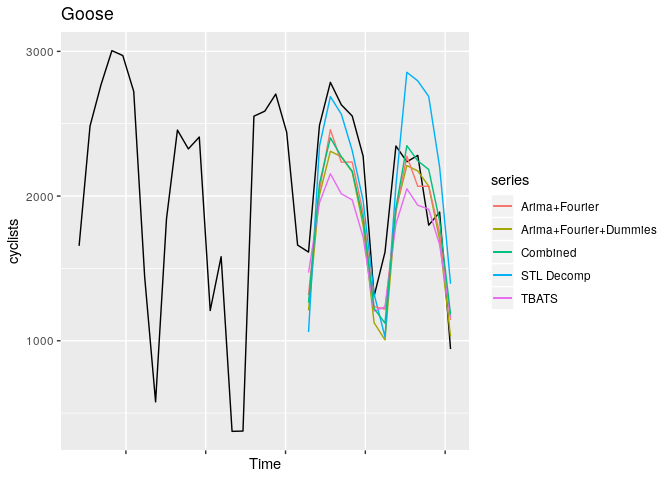 Goose
3000
2000
1000
cyclists
Time
series
Arima+Fourier
Arima+Fourier+Dummies
Combined
STL Decomp
TBATS